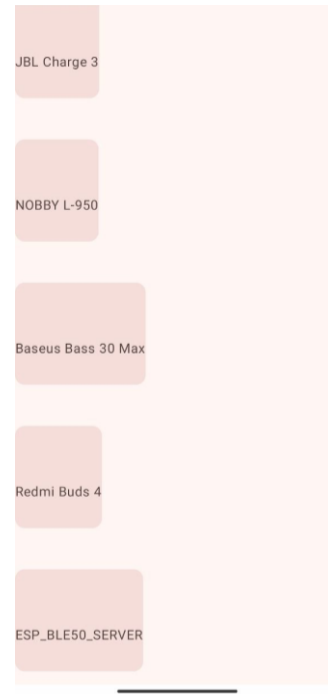 JBL Charge 3
NOBBY L-950
Baseus Bass 30 Max
Redmi Buds 4
ESP_BLE50_SERVER